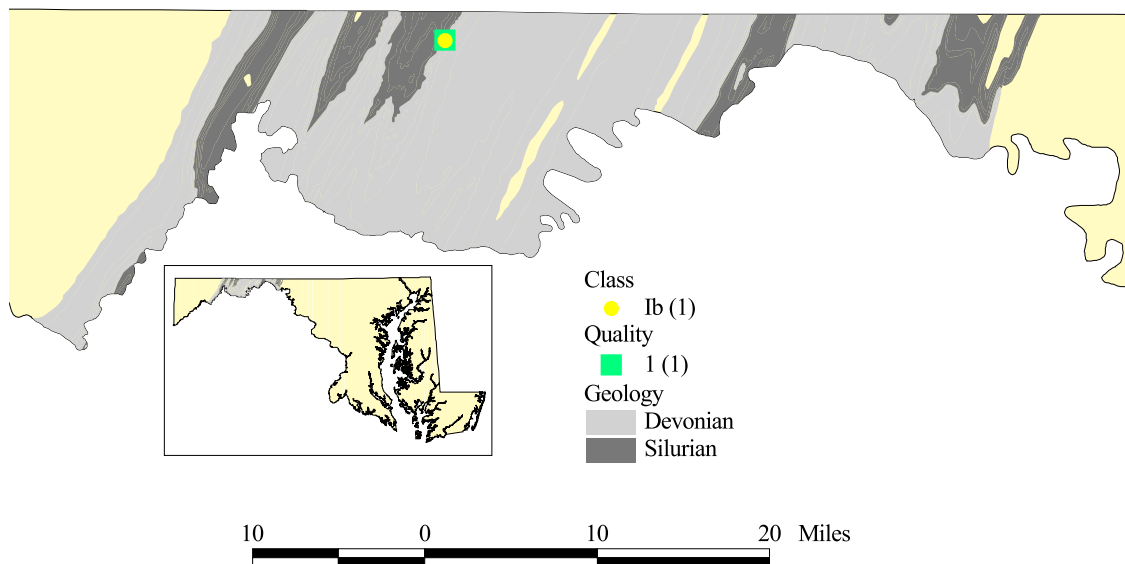 Class
Ib (1)
Quality
1 (1)
Geology
Devonian
Silurian
10 0 10 20 Miles